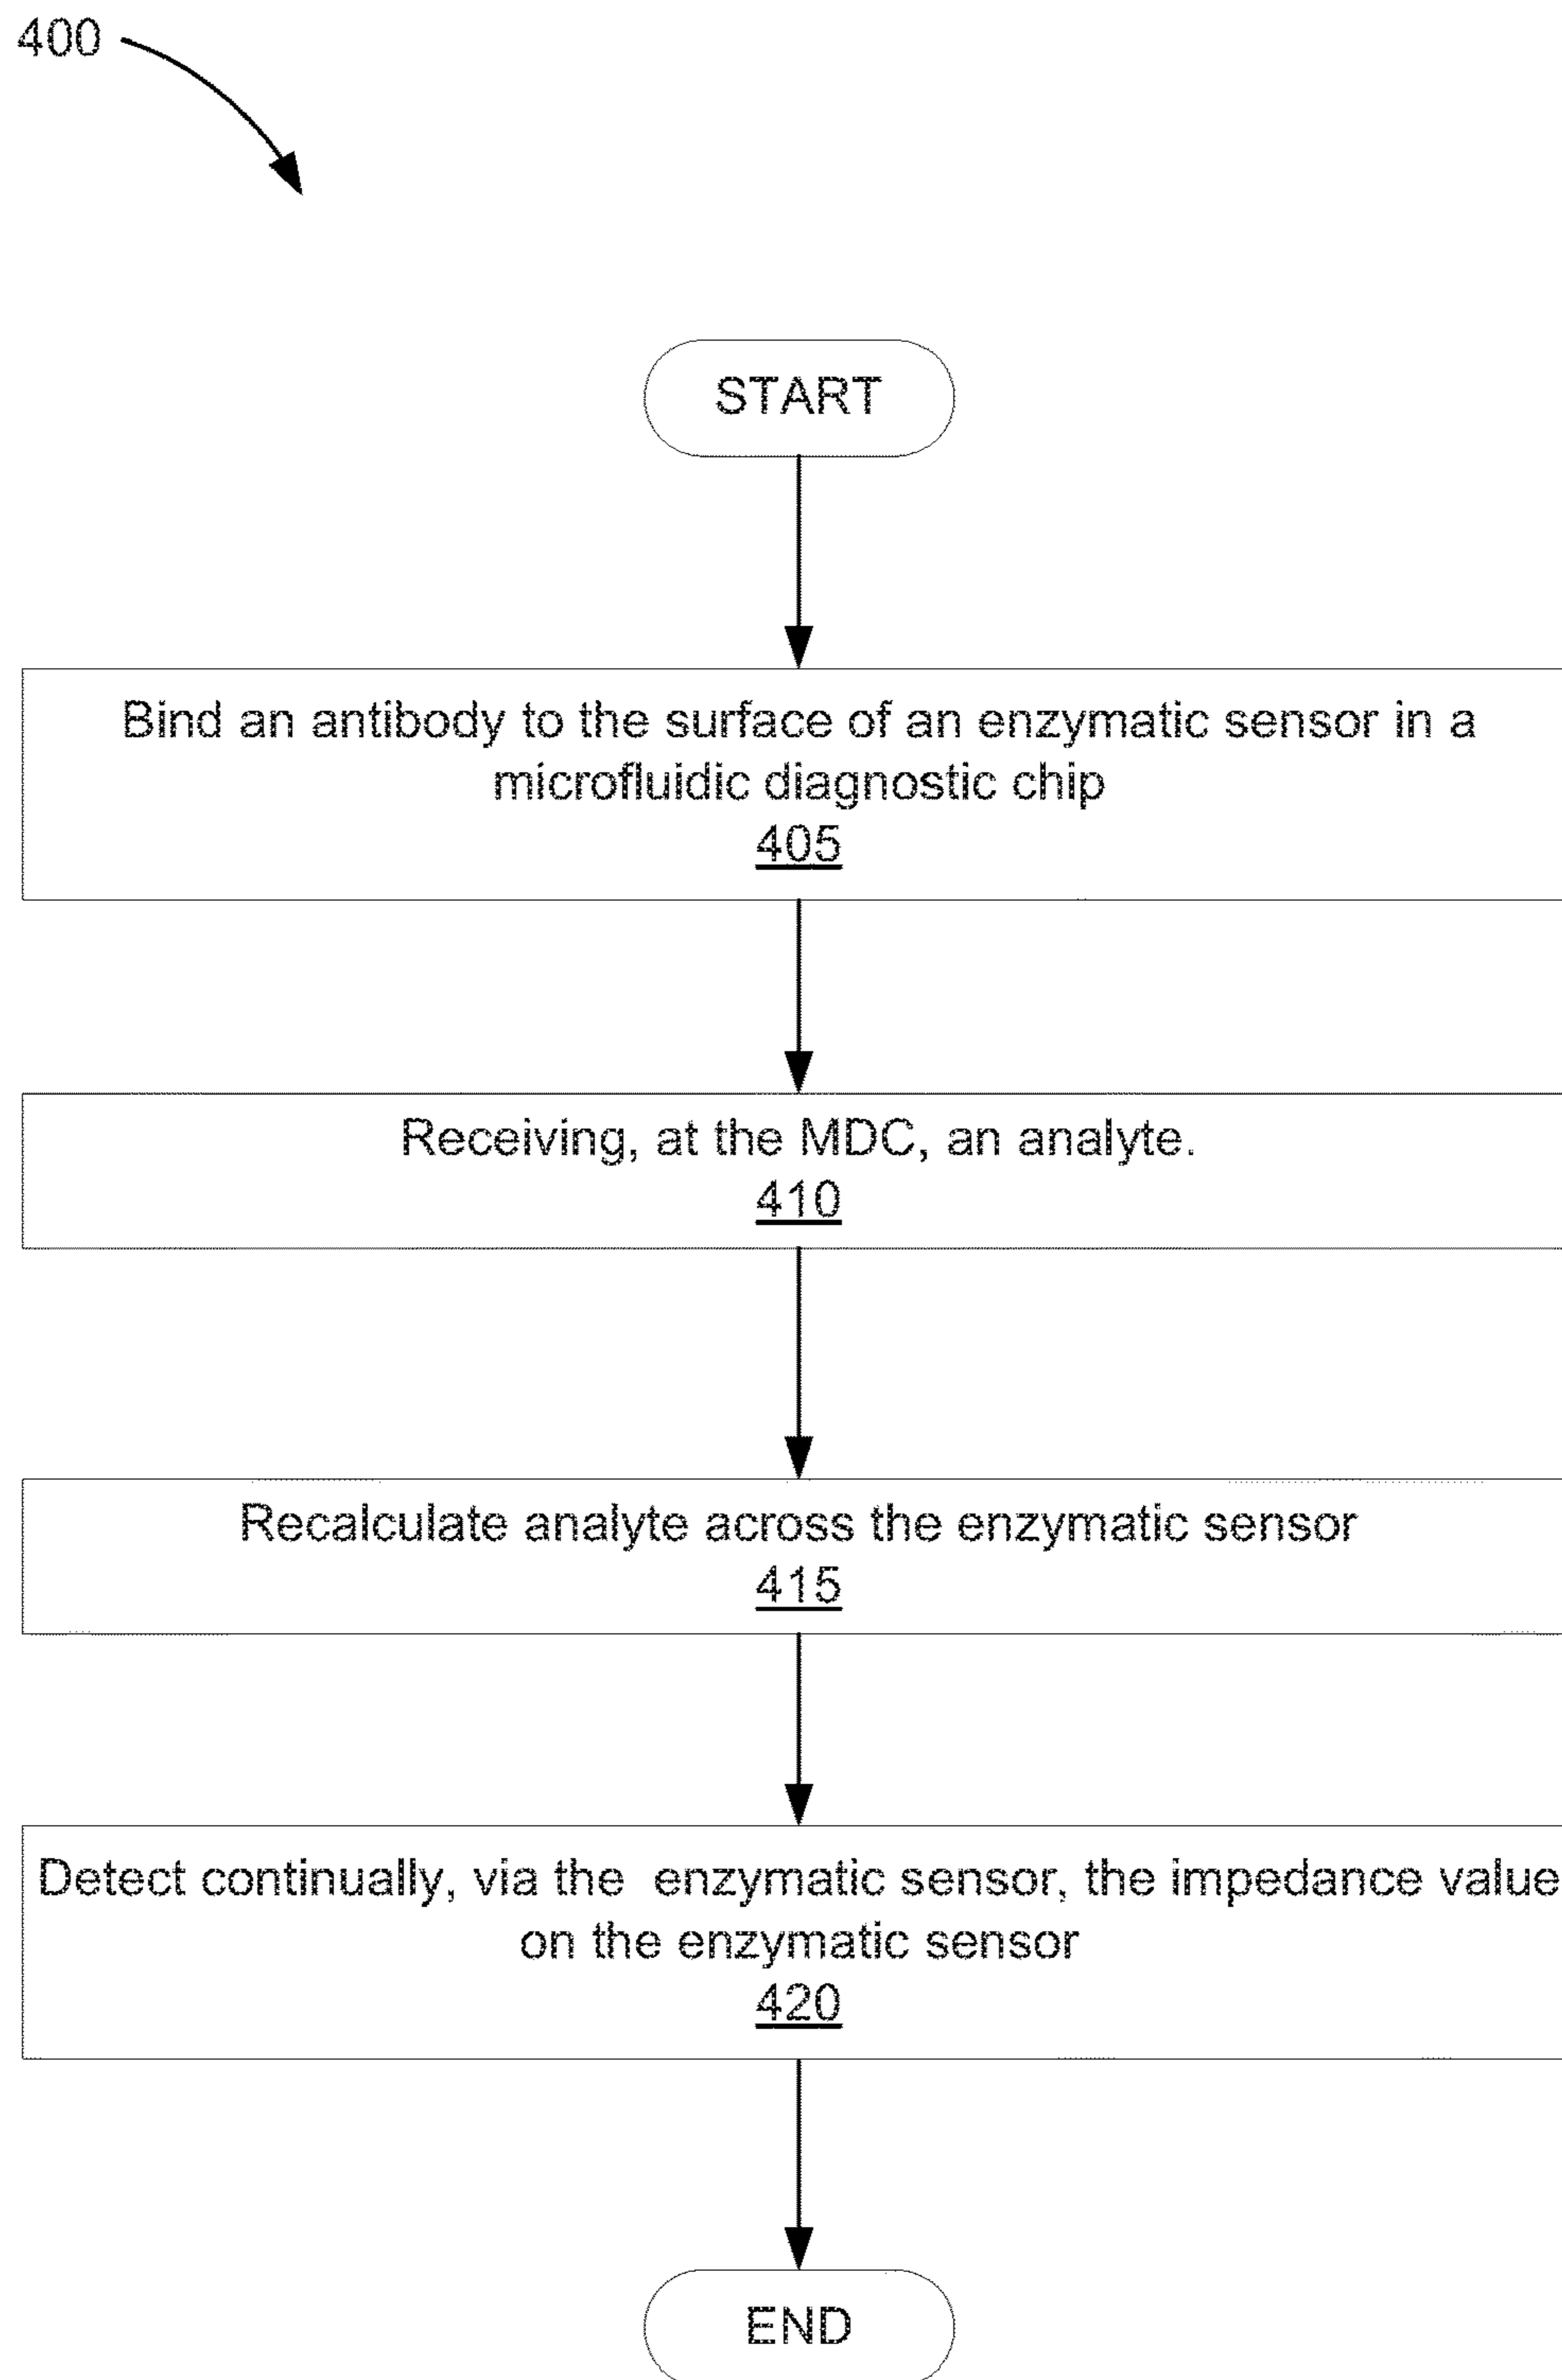 400
START
Bind an antibody to the surface of an enzymatic sensor in a
microfluidic diagnostic chip
405
Receiving, at the MDC, an analyte.
410
Recalculate analyte across the enzymatic sensor
415
Detect continually, via the  enzymatic sensor, the impedance value
on the enzymatic sensor
420
END